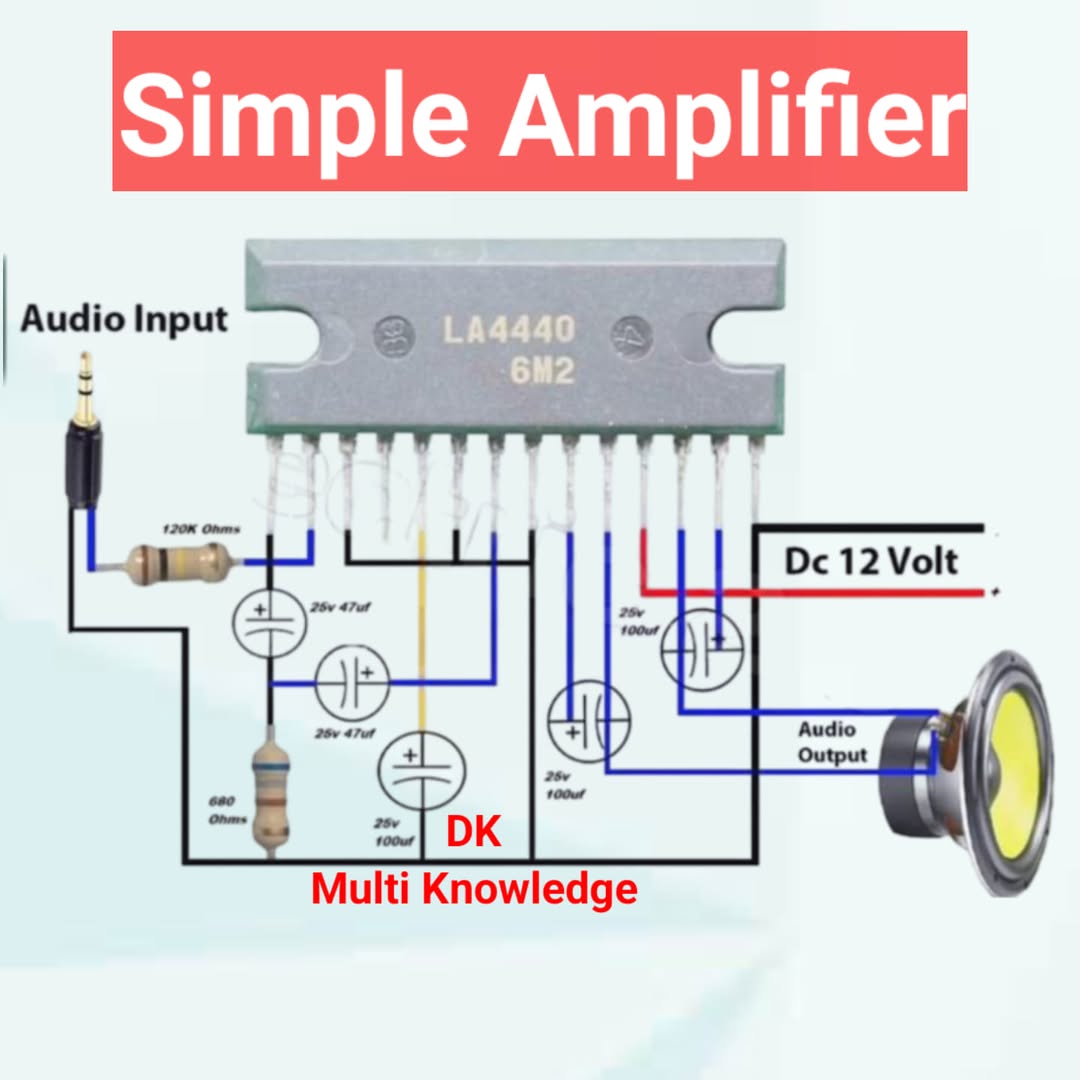 Simple Amplifier
Audio Input
LA4440
6M2
120K Ohms
Dc 12 Volt
+
25v 47uf
25v
100uf
25v 47uf
Audio
Output
25v
100uf
680
Ohms
25v
100uf
DK
Multi Knowledge